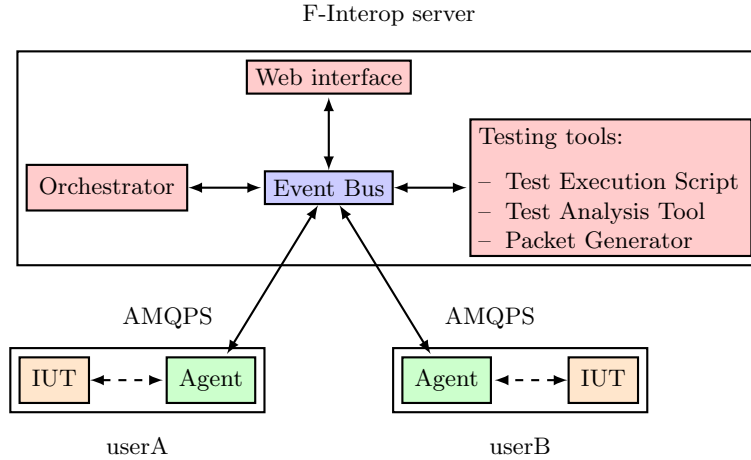 F-Interop server
Web interface
Testing tools:
Orchestrator
Event Bus
– Test Execution Script
– Test Analysis Tool
– Packet Generator
AMQPS
AMQPS
IUT
Agent
Agent
IUT
userA
userB